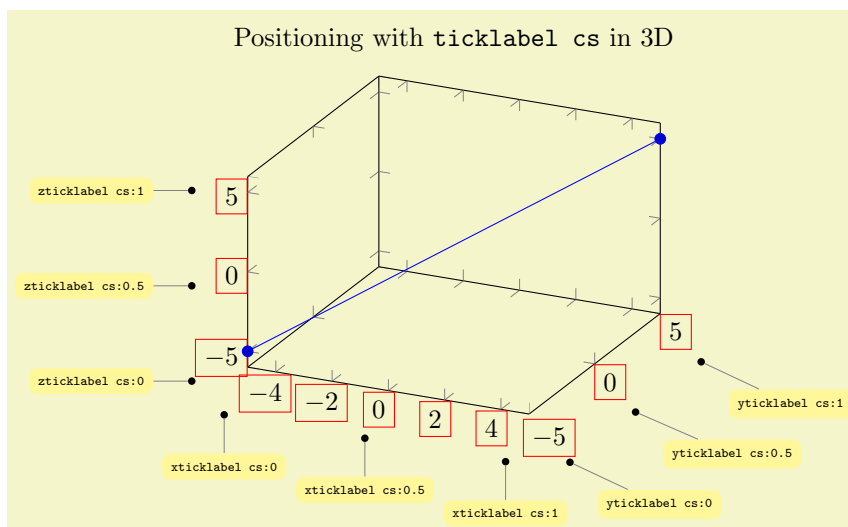 Positioning with ticklabel cs in 3D
zticklabel cs:1
5
zticklabel cs:0.5
0
zticklabel cs:0
−5
−4
−2
0
2
4
−5
0
5
xticklabel cs:0
xticklabel cs:0.5
xticklabel cs:1
yticklabel cs:0
yticklabel cs:0.5
yticklabel cs:1